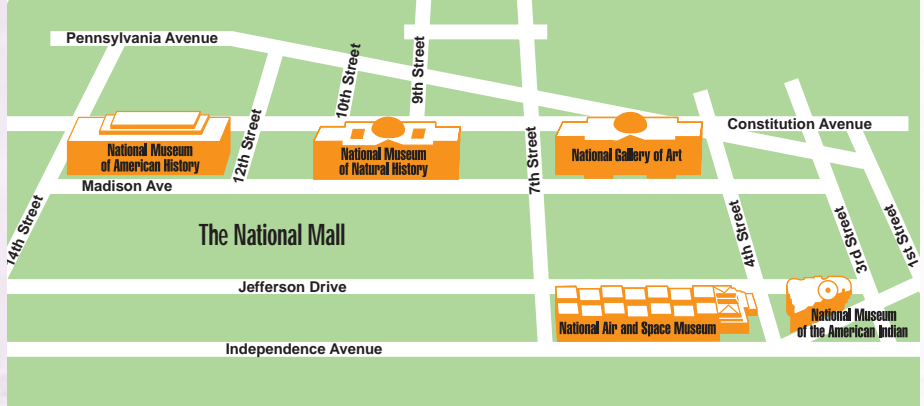 Pennsylvania Avenue
10th Street
9th Street
Constitution Avenue
National Museum
of American History
12th Street
National Museum
of Natural History
7th Street
National Gallery of Art
Madison Ave
14th Street
The National Mall
4th Street
3rd Street
1st Street
Jefferson Drive
National Air and Space Museum
National Museum
of the American Indian
Independence Avenue